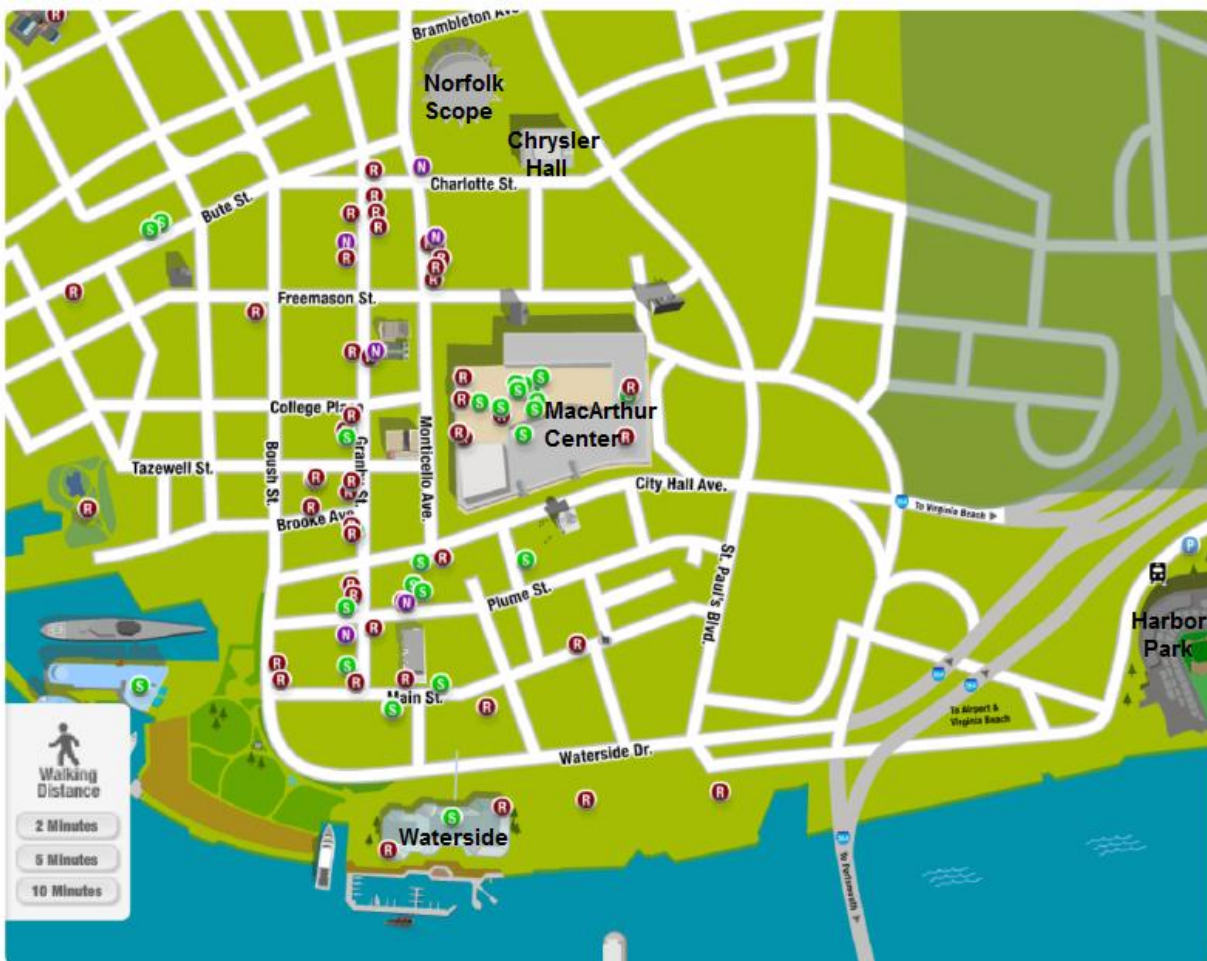 Brambleton Ave
Norfolk
Scope
Chrysler
Hall
Charlotte St.
Bute St.
Freemason St.
MacArthur
Center
College Place
Granby St.
Monticello Ave.
Boush St.
Tazewell St.
City Hall Ave.
To Virginia Beach
Brooke Ave
Plume St.
St. Paul's Blvd.
Harbor
Park
P
Main St.
To Airport &
Virginia Beach
Waterside Dr.
Walking
Distance
2 Minutes
5 Minutes
10 Minutes
Waterside
To Portsmouth